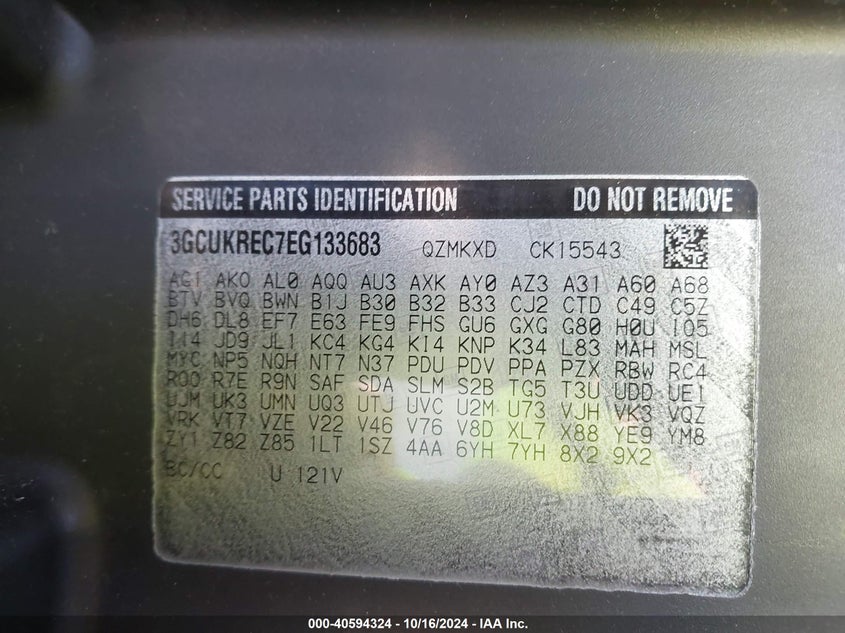 SERVICE PARTS IDENTIFICATION DO NOT REMOVE
3GCUKREC7EG133683 QZMKXD CK15543
AG1 AKO AL0 AQQ AU3 AXK AY0 AZ3 A31 A60 A68
BTV BVQ BWN B1J B30 B32 B33 CJ2 CTD C49 C5Z
DH6 DL8 EF7 E63 FE9 FHS GU6 GXG G80 H0U IO5
II4 JD9 JL1 KC4 KG4 KI4 KNP K34 L83 MAH MSL
MYC NP5 NQH NT7 N37 PDU PDV PPA PZX RBW RC4
ROO R7E R9N SAF SDA SLM S2B TG5 T3U UDD UE1
UJM UK3 UMN UQ3 UTJ UVC U2M U73 VJH VK3 VQZ
VRK VT7 VZE V22 V46 V76 V8D XL7 X88 YE9 YM8
ZY1 Z82 Z85 1LT 1SZ 4AA 6YH 7YH 8X2 9X2
BC/CC U 121V
000-40594324 - 10/16/2024 - IAA Inc.